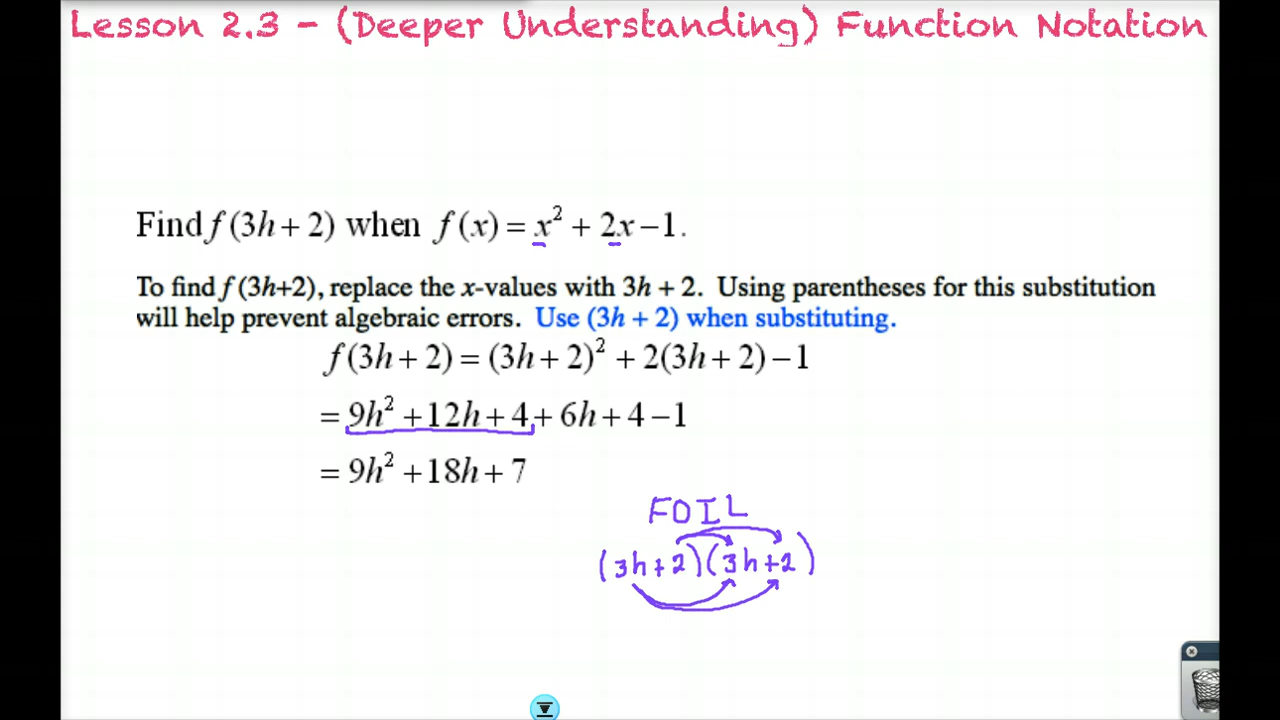 Lesson 2.3 - (Deeper Understanding) Function Notation
Find f(3h + 2) when f(x) = x² + 2x − 1.
To find f (3h+2), replace the x-values with 3h + 2.  Using parentheses for this substitution
will help prevent algebraic errors.  Use (3h + 2) when substituting.
f(3h + 2) = (3h + 2)² + 2(3h + 2) − 1
= 9h² + 12h + 4 + 6h + 4 − 1
= 9h² + 18h + 7
FOIL
(3h+2)(3h+2)